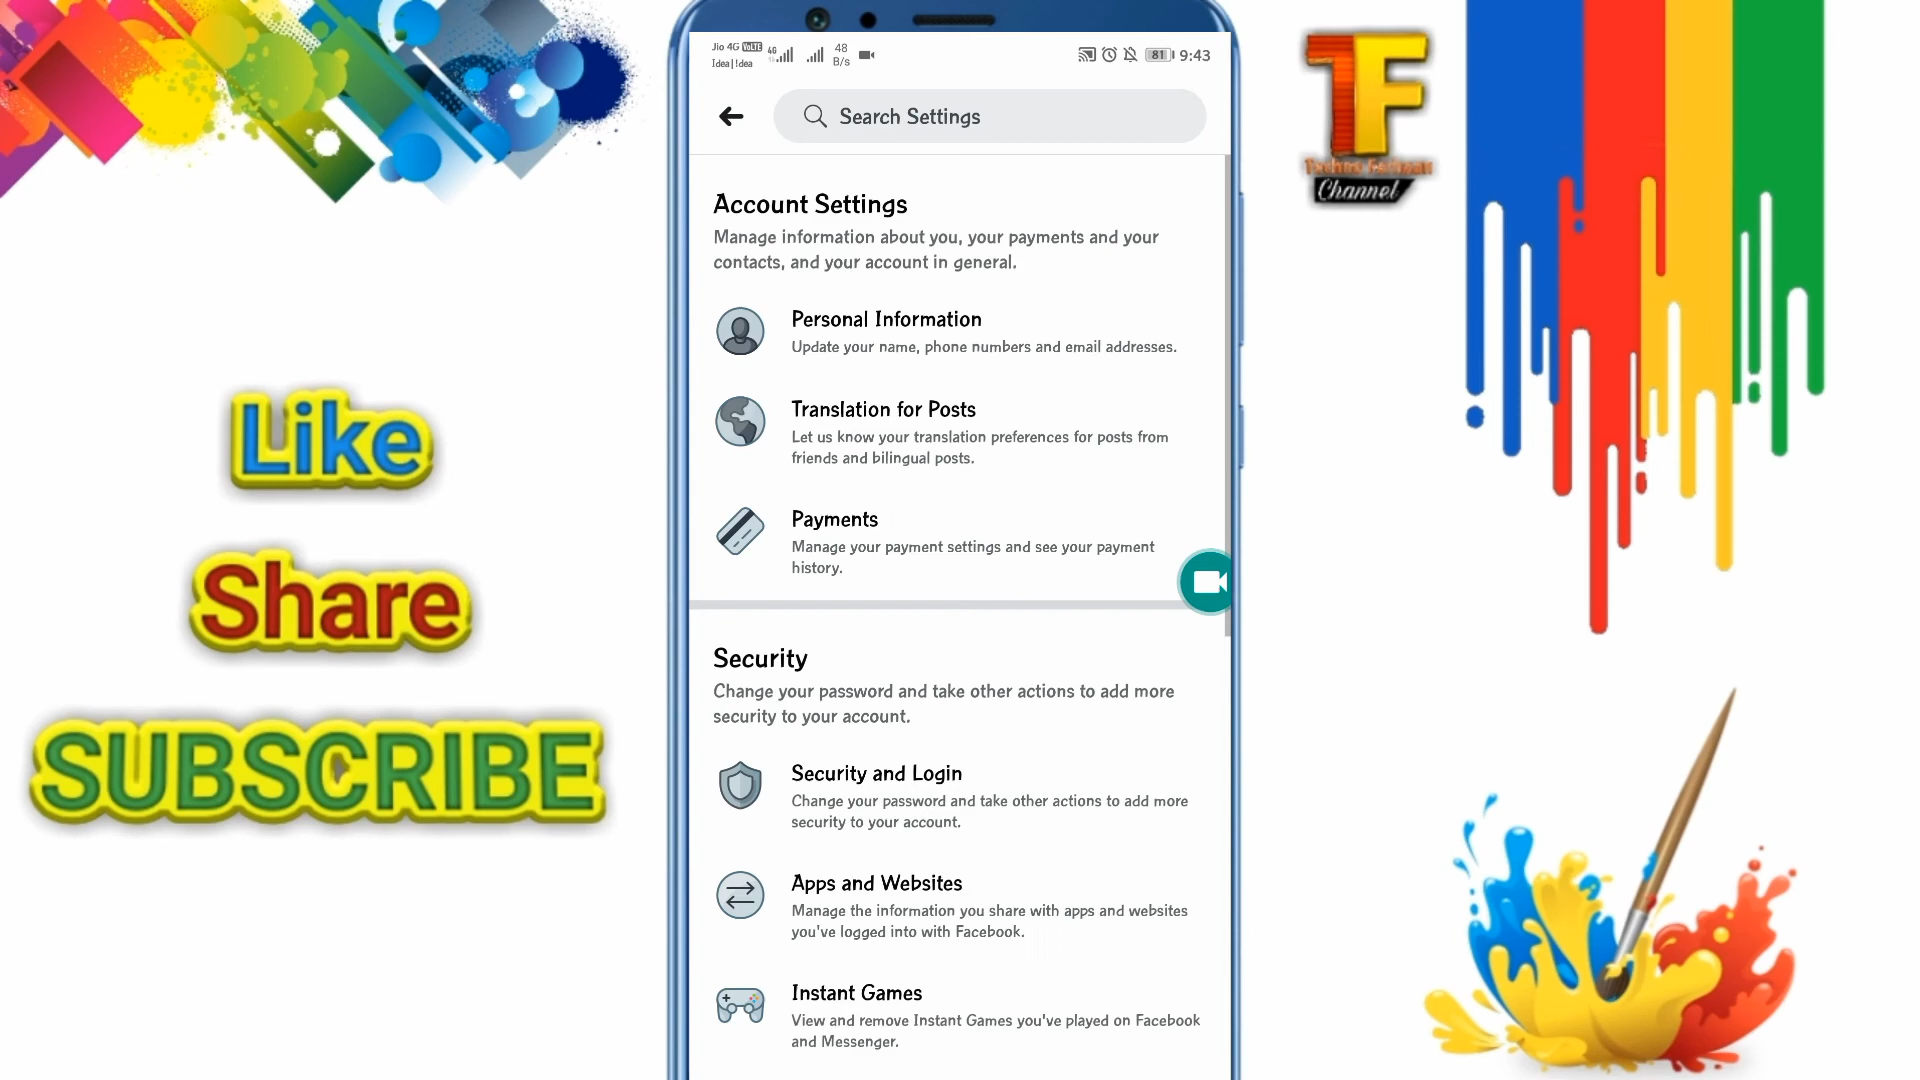 Jio 4G VoLTE
Idea|!dea
4G
48
B/s
81
9:43
Search Settings
Account Settings
Manage information about you, your payments and your
contacts, and your account in general.
Personal Information
Update your name, phone numbers and email addresses.
Translation for Posts
Let us know your translation preferences for posts from
friends and bilingual posts.
Payments
Manage your payment settings and see your payment
history.
Security
Change your password and take other actions to add more
security to your account.
Security and Login
Change your password and take other actions to add more
security to your account.
Apps and Websites
Manage the information you share with apps and websites
you've logged into with Facebook.
Instant Games
View and remove Instant Games you've played on Facebook
and Messenger.
Like
Share
SUBSCRIBE
TF
Channel